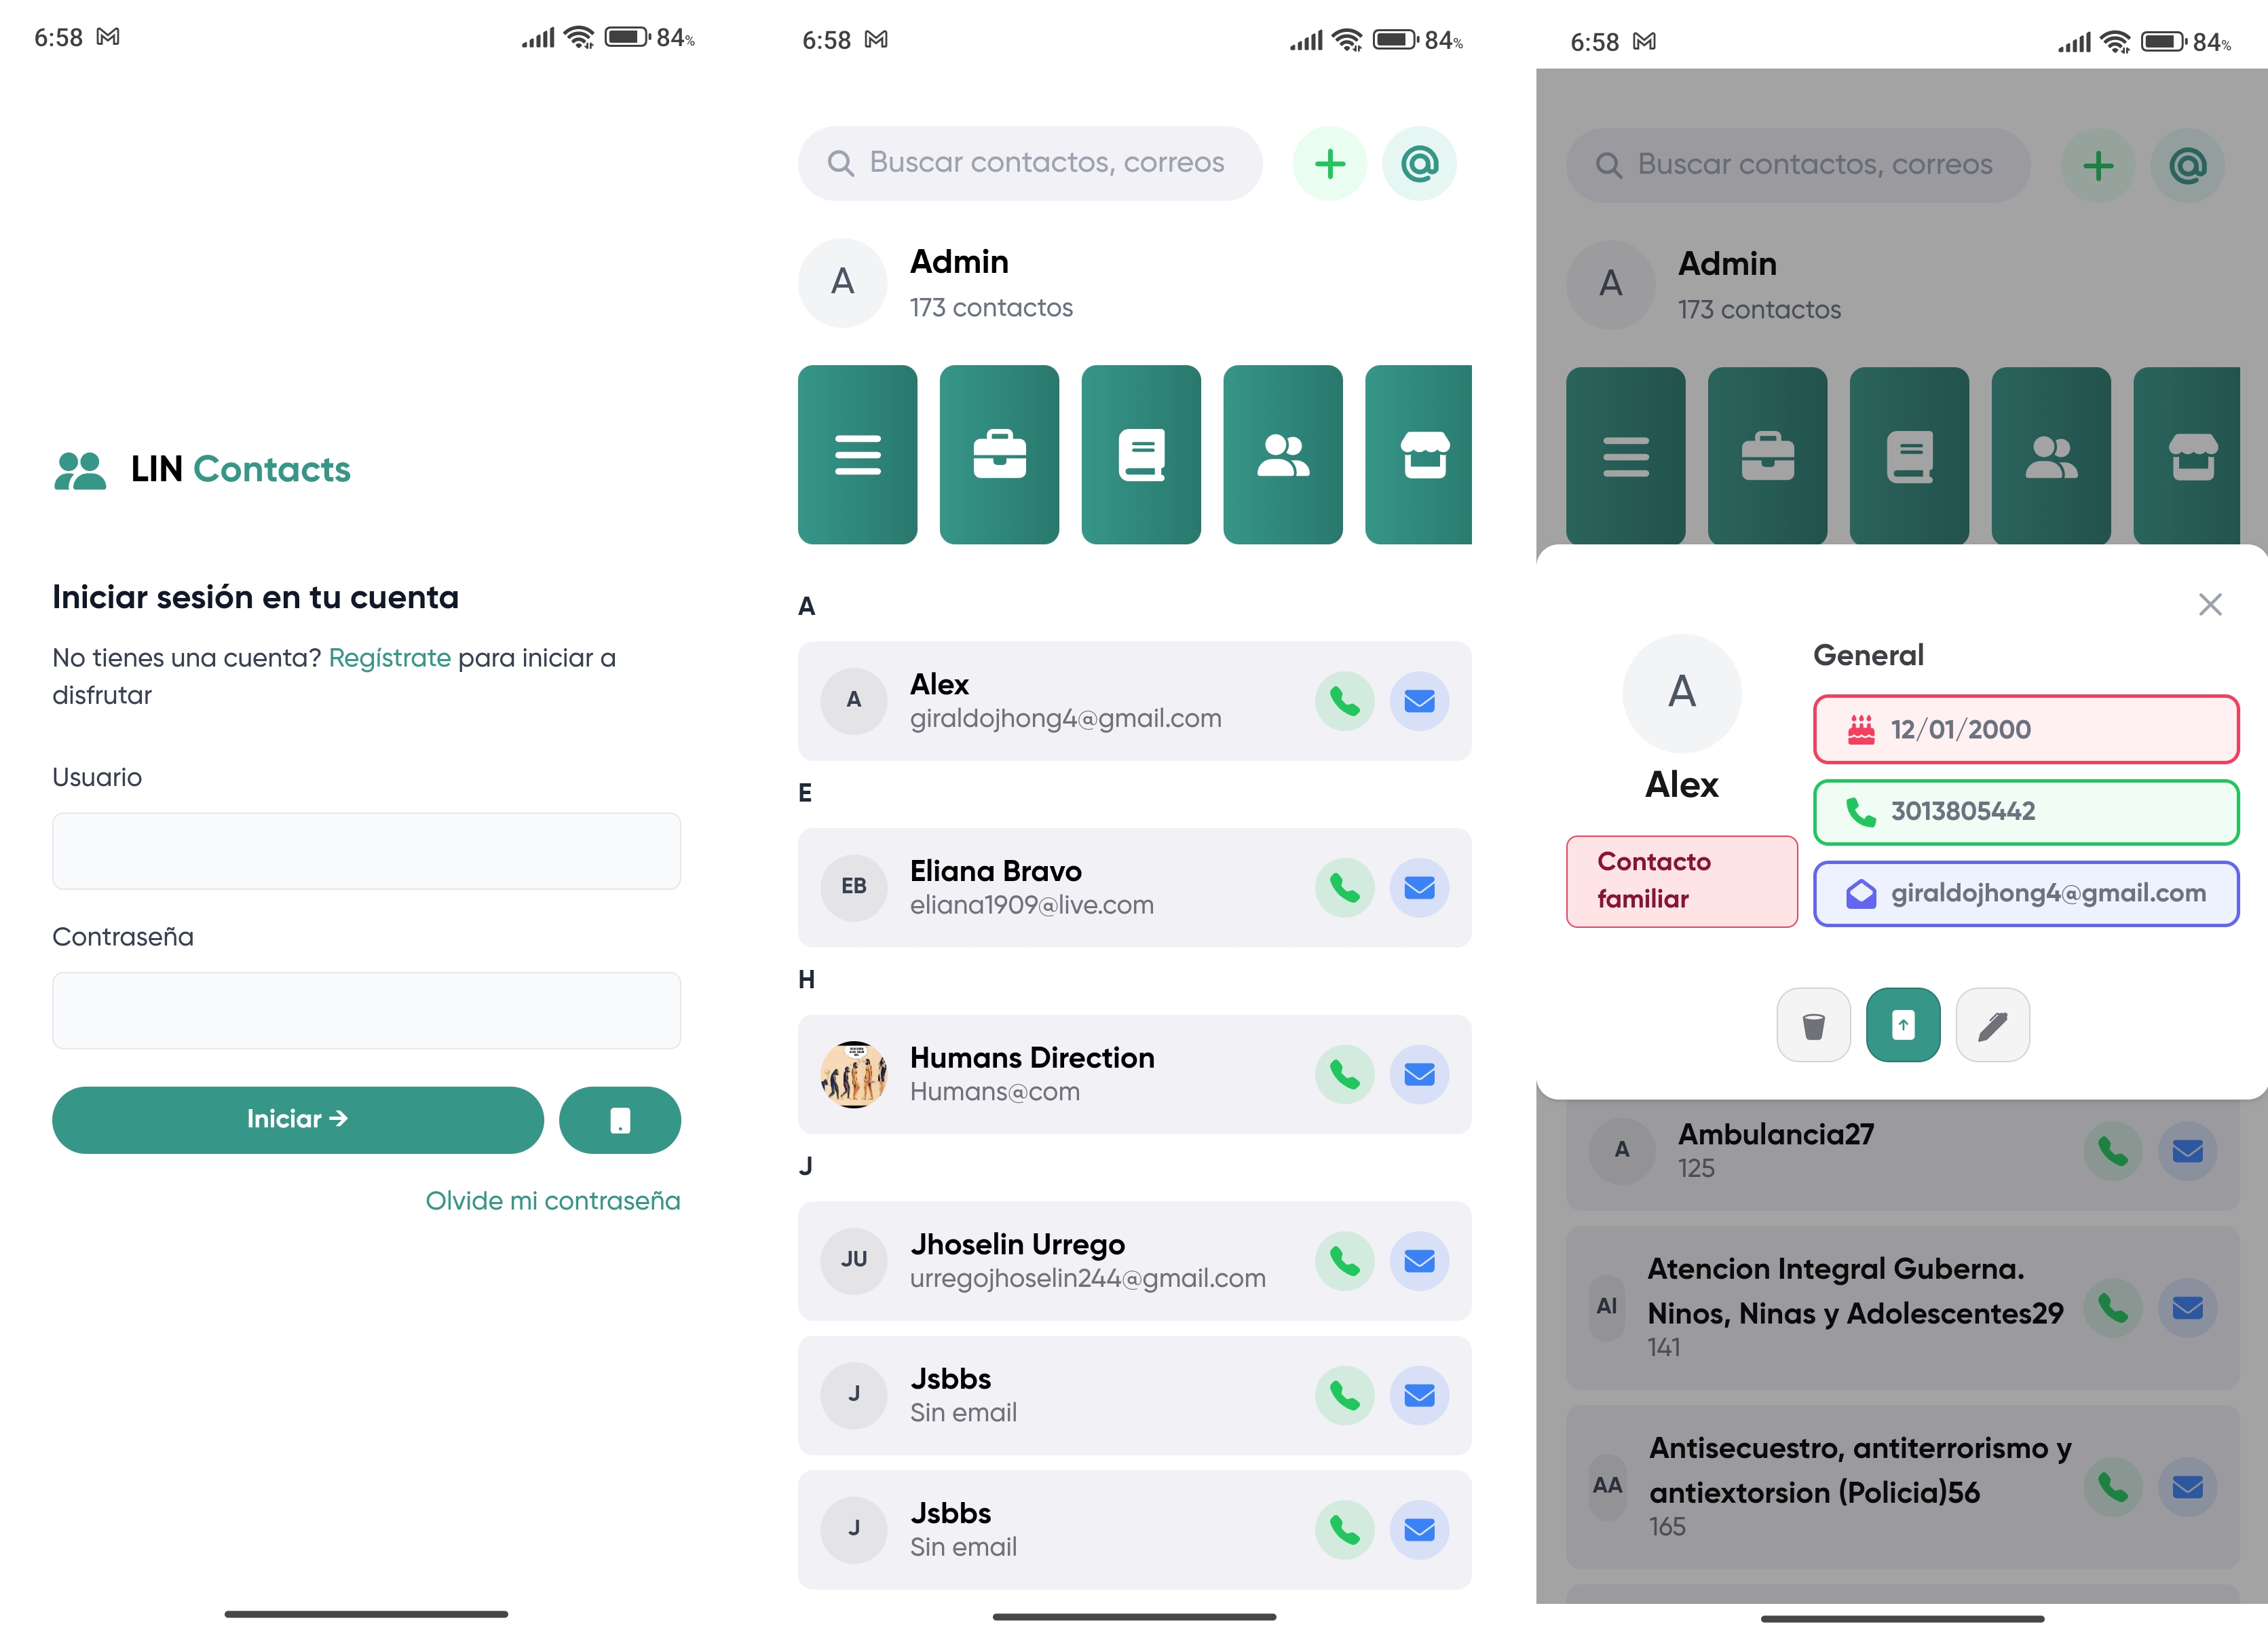 6:58
84%
LIN Contacts
Iniciar sesión en tu cuenta
No tienes una cuenta? Regístrate para iniciar a
disfrutar
Usuario
Contraseña
Iniciar →
Olvide mi contraseña
6:58
84%
Buscar contactos, correos
A
Admin
173 contactos
A
A
Alex
giraldojhong4@gmail.com
E
EB
Eliana Bravo
eliana1909@live.com
H
Humans Direction
Humans@com
J
JU
Jhoselin Urrego
urregojhoselin244@gmail.com
J
Jsbbs
Sin email
J
Jsbbs
Sin email
6:58
84%
Buscar contactos, correos
A
Admin
173 contactos
A
Alex
Contacto
familiar
General
12/01/2000
3013805442
giraldojhong4@gmail.com
A
Ambulancia27
125
AI
Atencion Integral Guberna.
Ninos, Ninas y Adolescentes29
141
AA
Antisecuestro, antiterrorismo y
antiextorsion (Policia)56
165